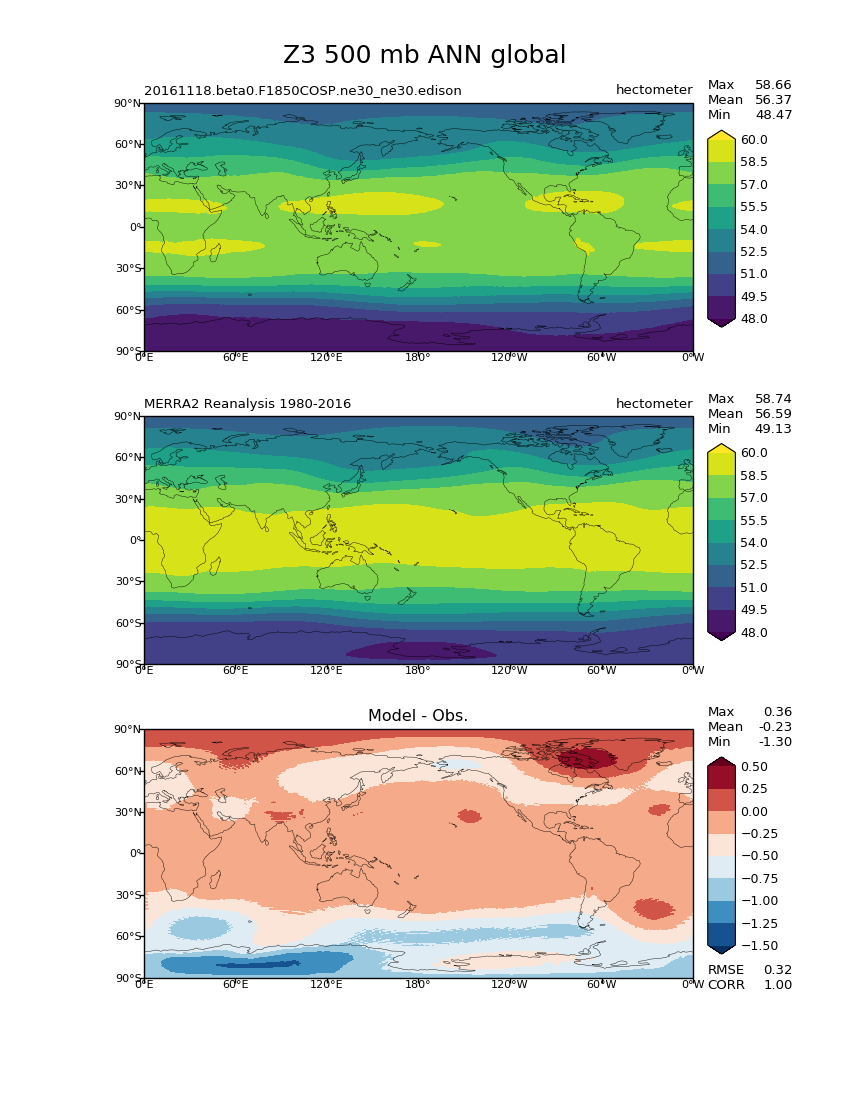 Z3 500 mb ANN global
20161118.beta0.F1850COSP.ne30_ne30.edison
hectometer
Max 58.66
Mean 56.37
Min 48.47
90°N
60°N
30°N
0°
30°S
60°S
90°S
0°E
60°E
120°E
180°
120°W
60°W
0°W
60.0
58.5
57.0
55.5
54.0
52.5
51.0
49.5
48.0
MERRA2 Reanalysis 1980-2016
hectometer
Max 58.74
Mean 56.59
Min 49.13
90°N
60°N
30°N
0°
30°S
60°S
90°S
0°E
60°E
120°E
180°
120°W
60°W
0°W
60.0
58.5
57.0
55.5
54.0
52.5
51.0
49.5
48.0
Model - Obs.
Max 0.36
Mean -0.23
Min -1.30
90°N
60°N
30°N
0°
30°S
60°S
90°S
0°E
60°E
120°E
180°
120°W
60°W
0°W
0.50
0.25
0.00
−0.25
−0.50
−0.75
−1.00
−1.25
−1.50
RMSE 0.32
CORR 1.00